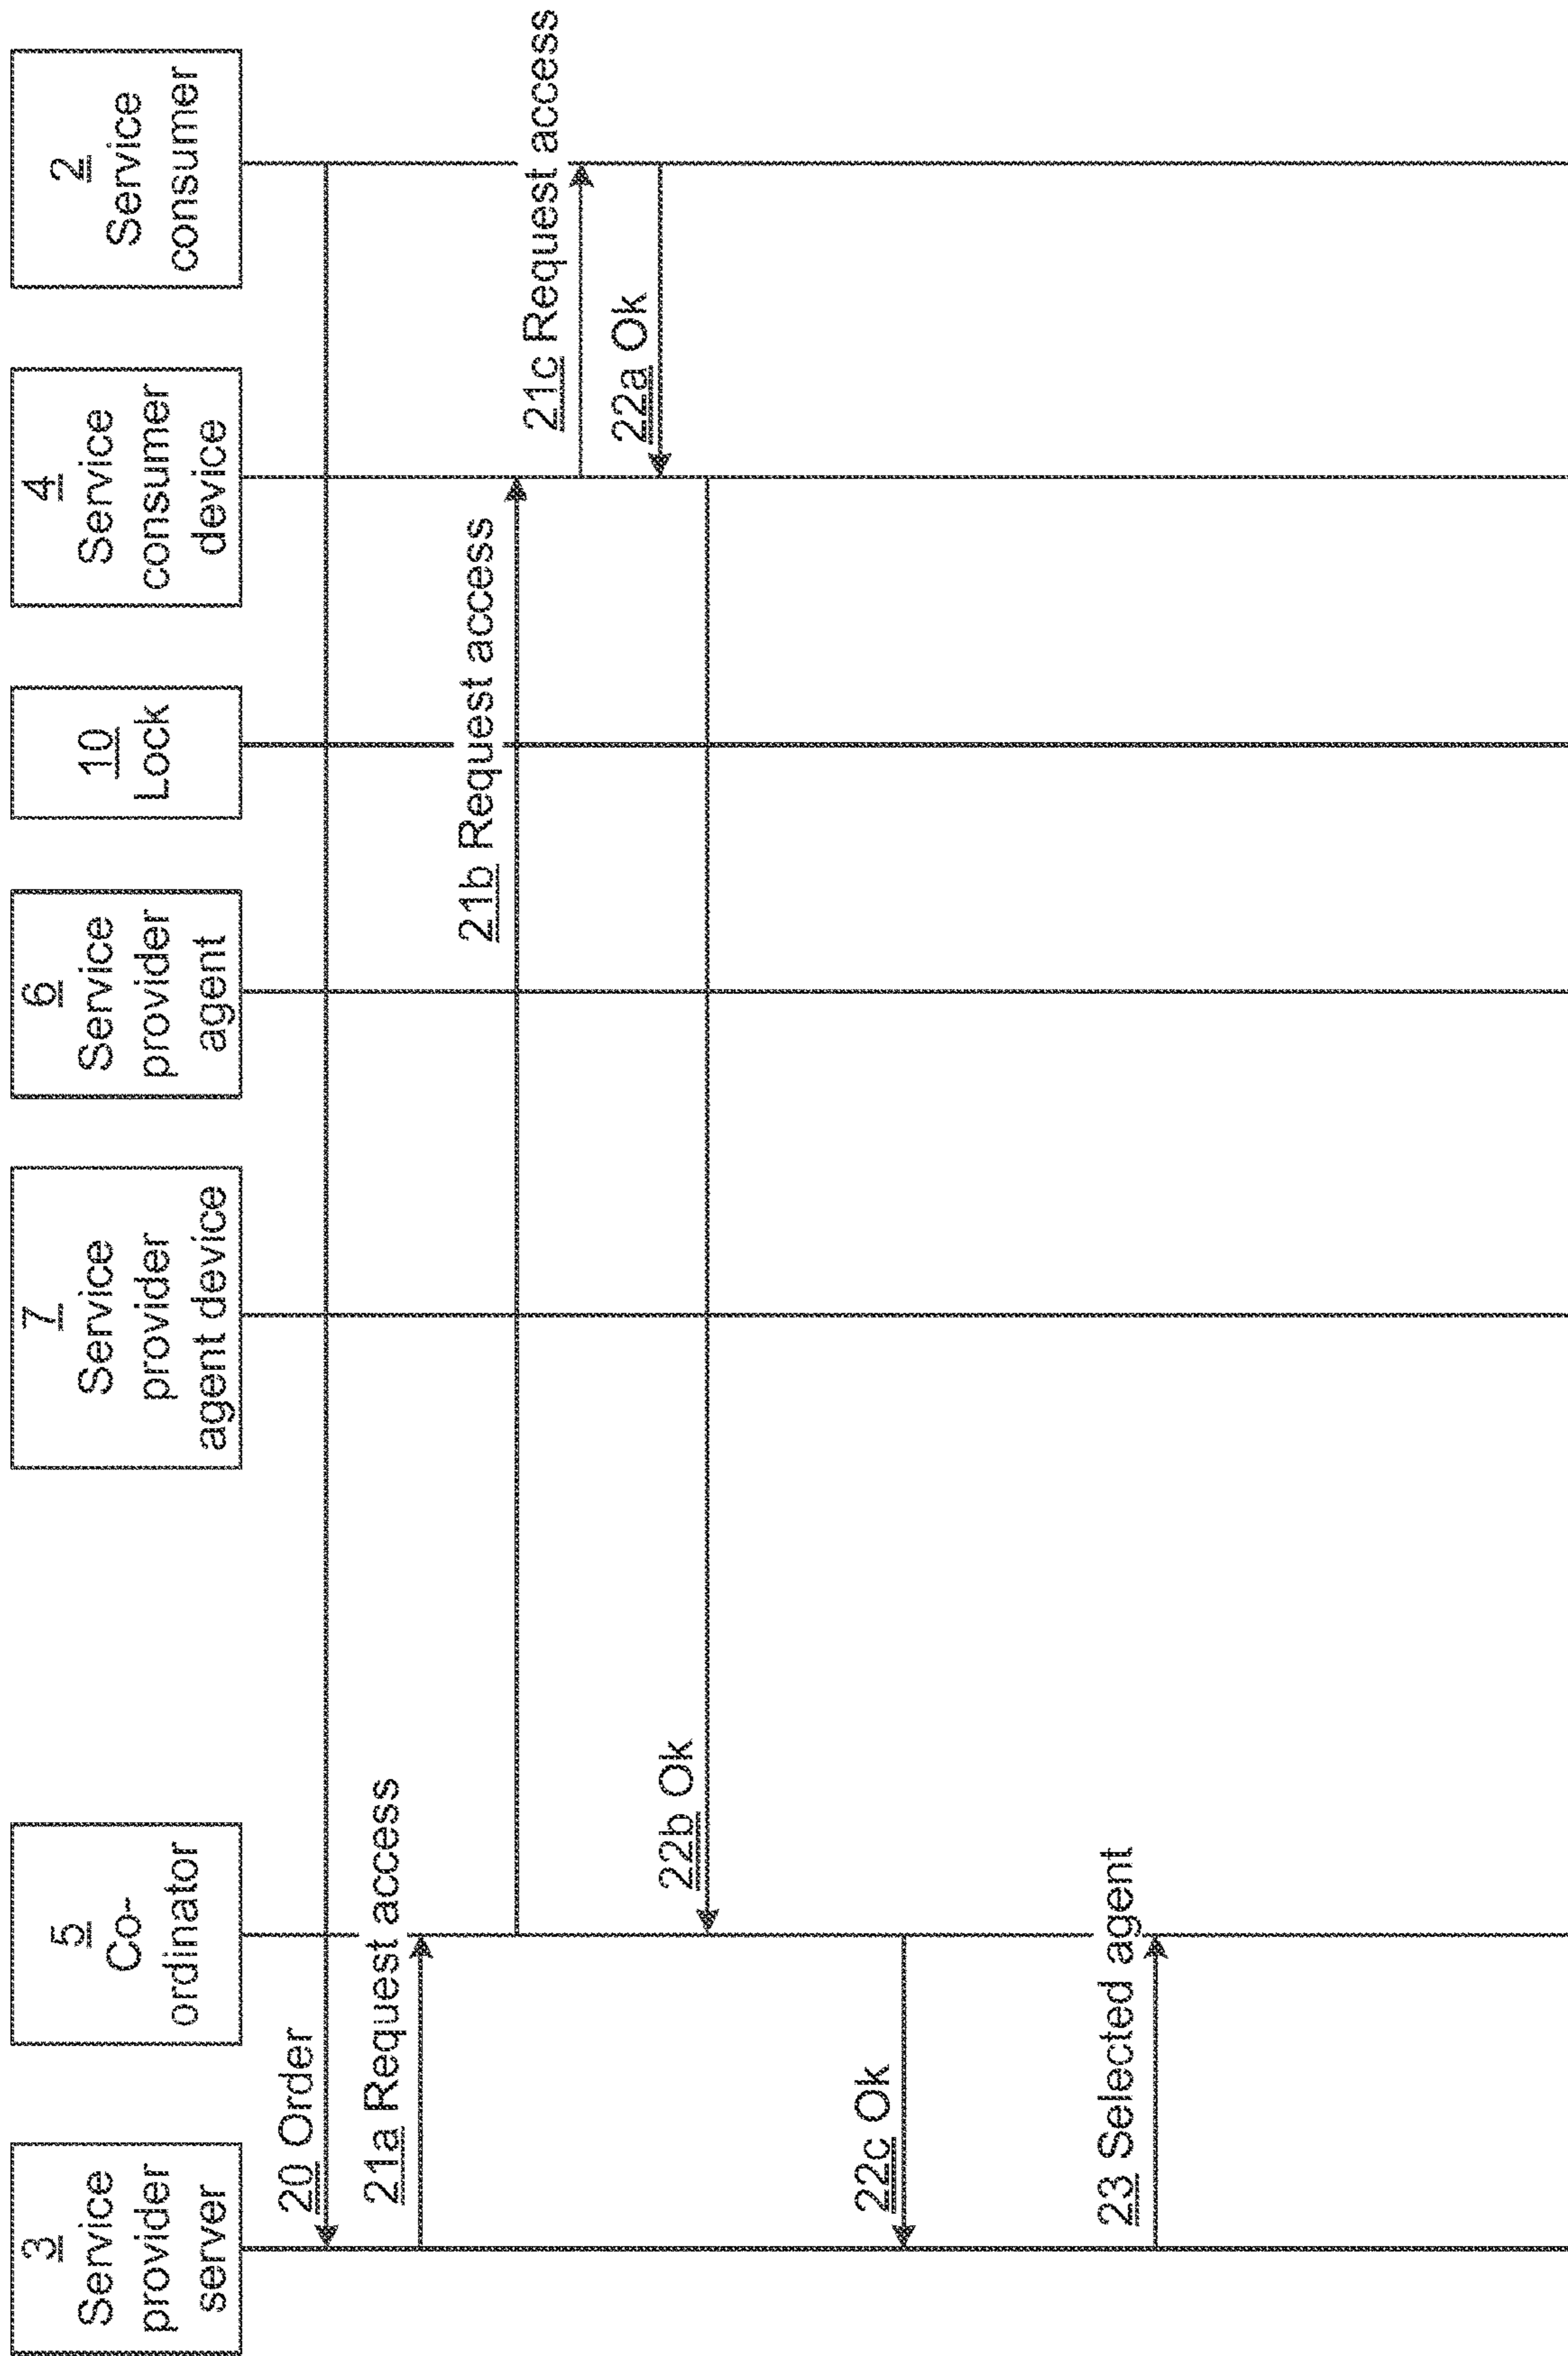 3
Service
provider
server
5
Co-
ordinator
7
Service
provider
agent device
6
Service
provider
agent
10
Lock
4
Service
consumer
device
2
Service
consumer
20 Order
21a Request access
21b Request access
21c Request access
22a Ok
22b Ok
22c Ok
23 Selected agent